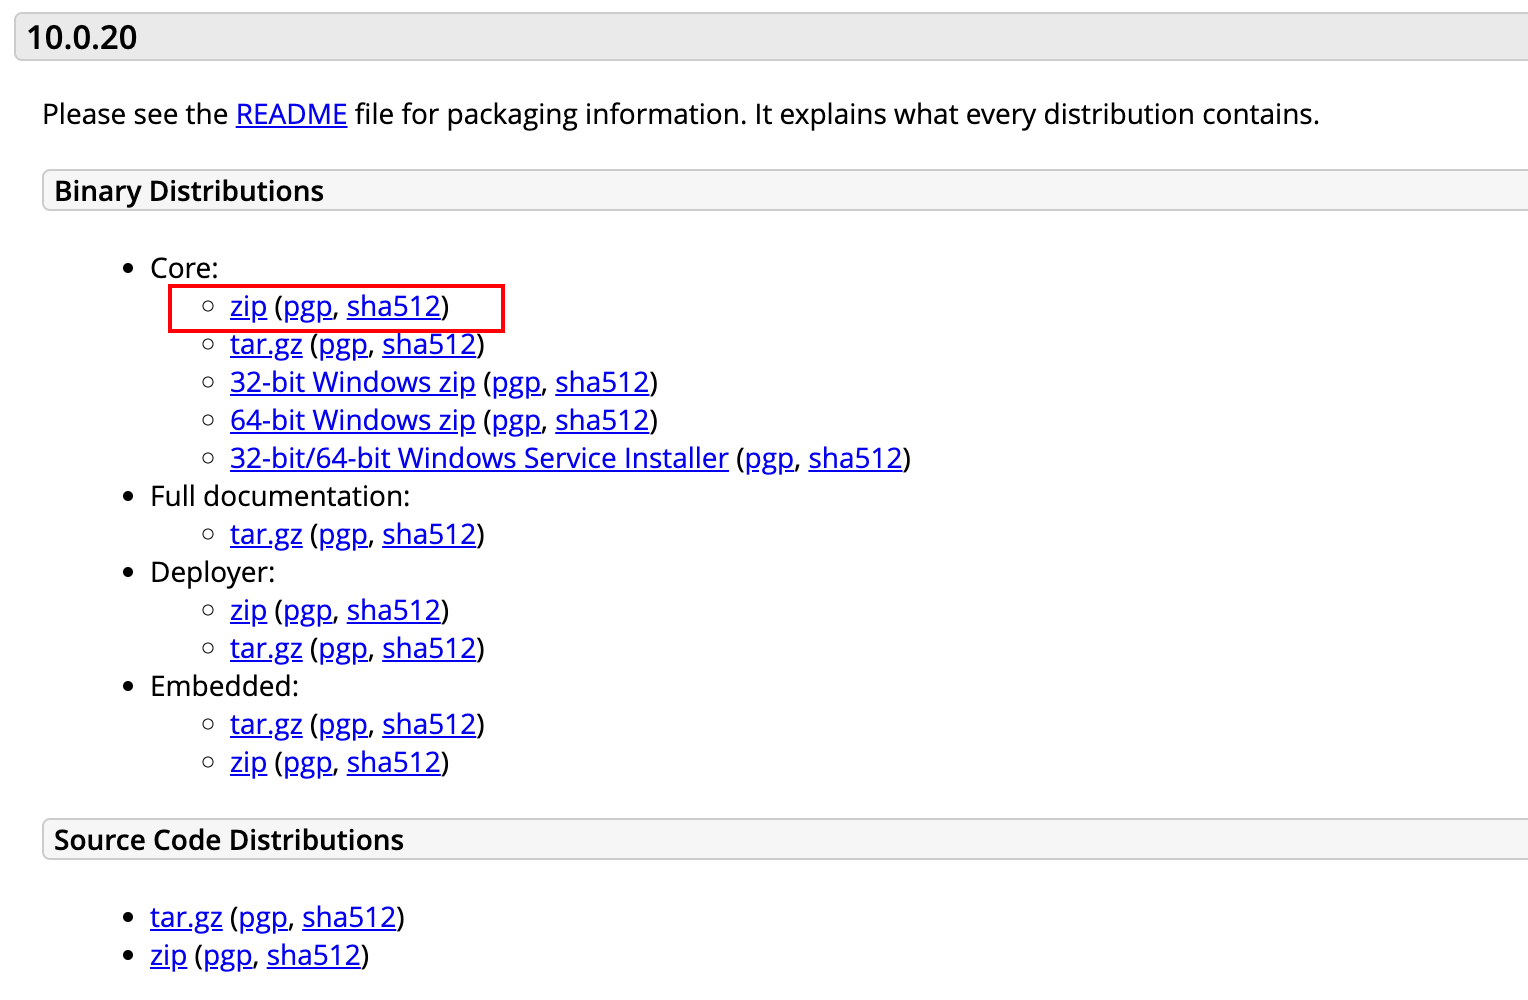 10.0.20
Please see the README file for packaging information. It explains what every distribution contains.
Binary Distributions
Core:
zip (pgp, sha512)
tar.gz (pgp, sha512)
32-bit Windows zip (pgp, sha512)
64-bit Windows zip (pgp, sha512)
32-bit/64-bit Windows Service Installer (pgp, sha512)
Full documentation:
tar.gz (pgp, sha512)
Deployer:
zip (pgp, sha512)
tar.gz (pgp, sha512)
Embedded:
tar.gz (pgp, sha512)
zip (pgp, sha512)
Source Code Distributions
tar.gz (pgp, sha512)
zip (pgp, sha512)